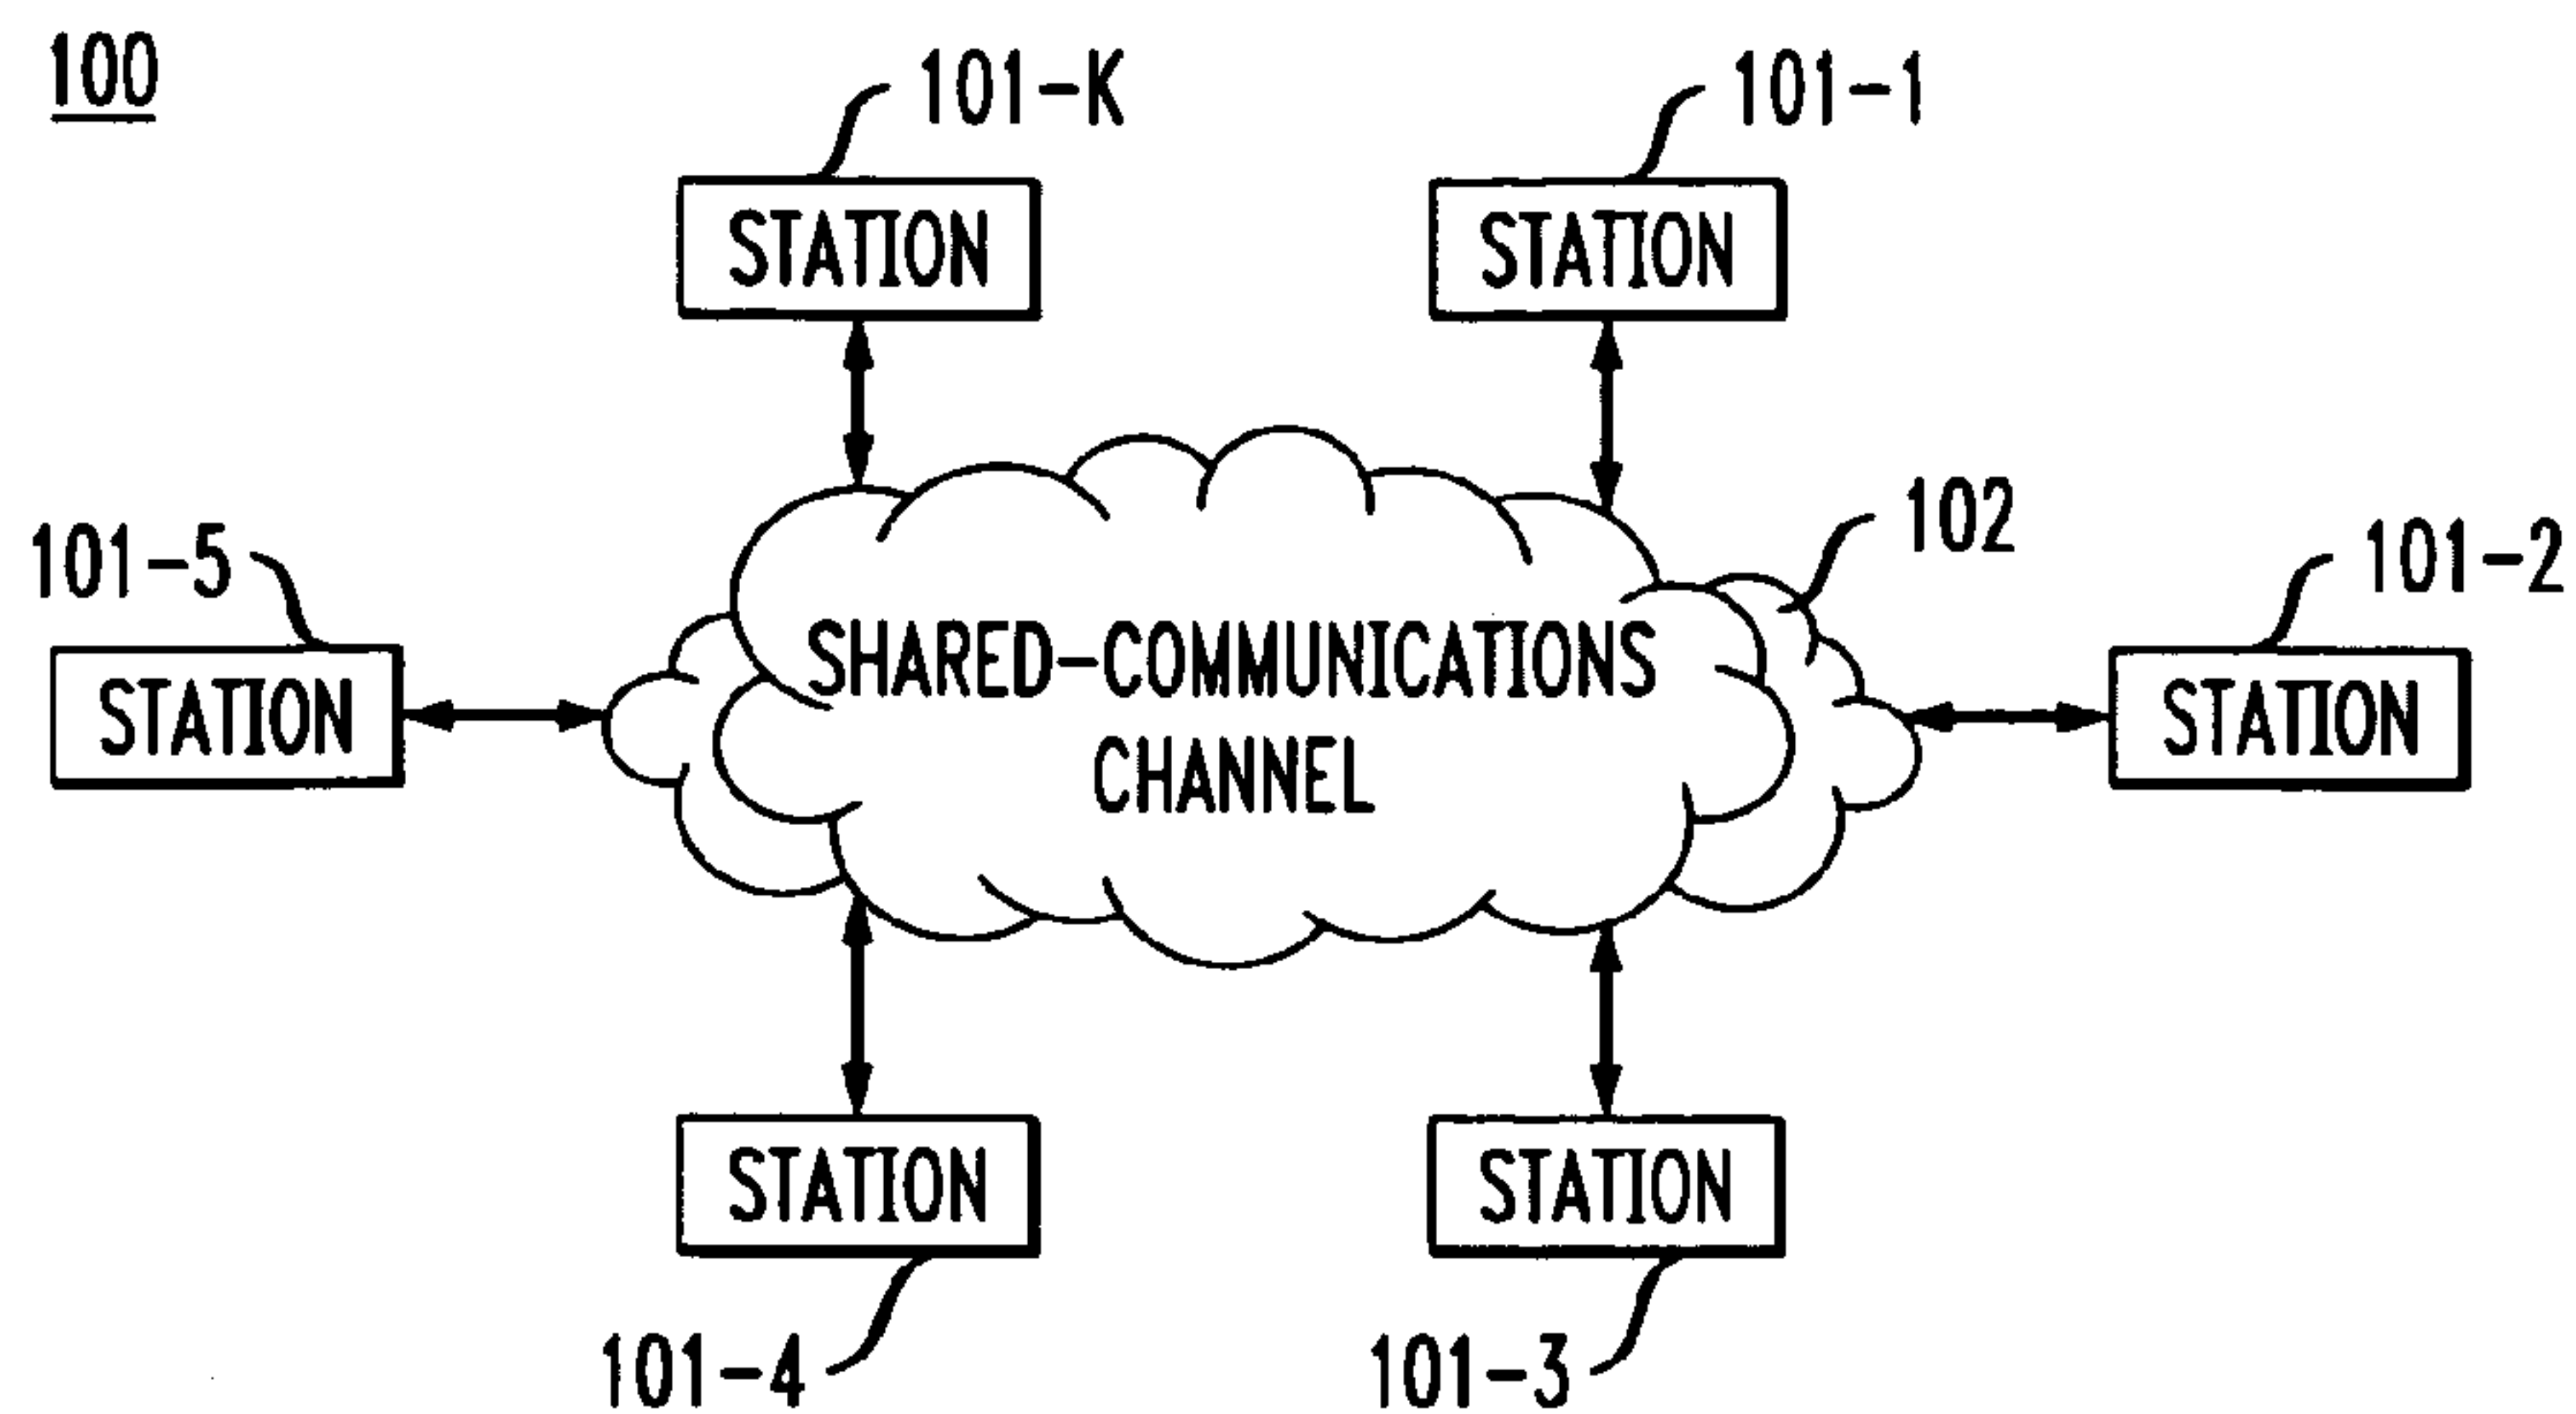 100
101-K
101-1
STATION
STATION
102
101-5
101-2
SHARED-COMMUNICATIONS
CHANNEL
STATION
STATION
STATION
STATION
101-4
101-3